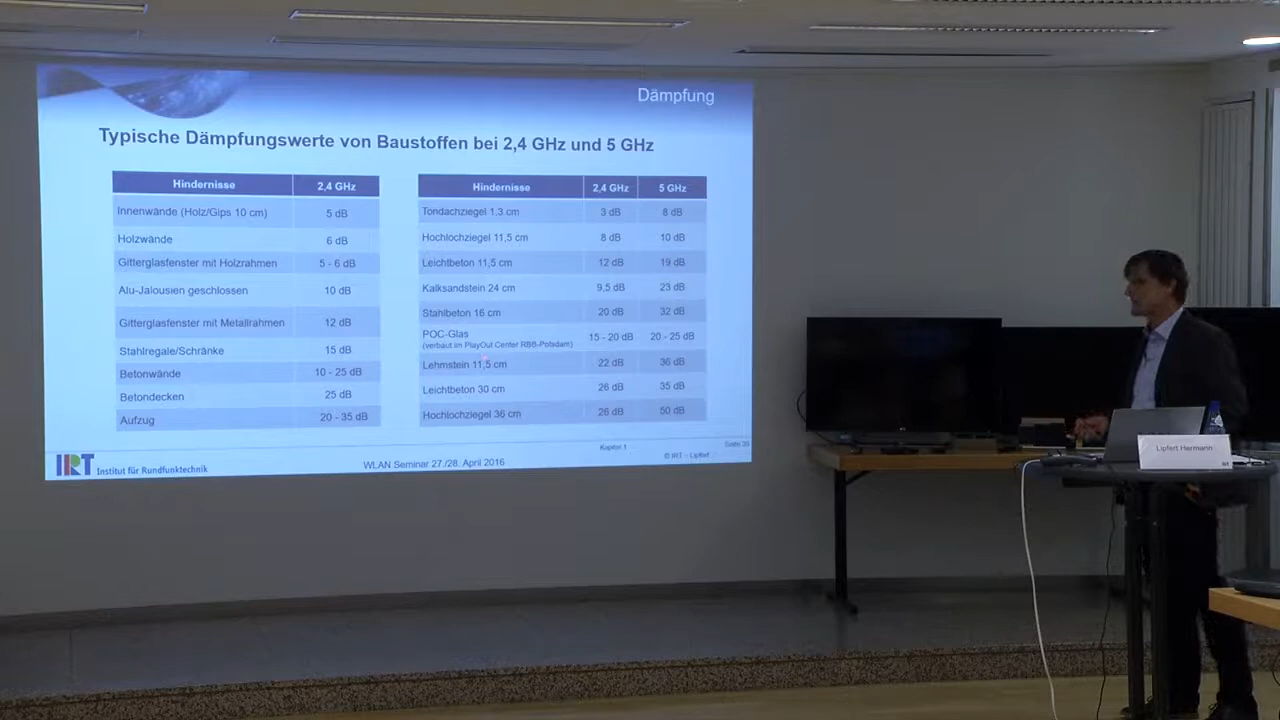 Dämpfung
Typische Dämpfungswerte von Baustoffen bei 2,4 GHz und 5 GHz
Hindernisse 2,4 GHz
Innenwände (Holz/Gips 10 cm) 5 dB
Holzwände 6 dB
Gitterglasfenster mit Holzrahmen 5 - 6 dB
Alu-Jalousien geschlossen 10 dB
Gitterglasfenster mit Metallrahmen 12 dB
Stahlregale/Schränke 15 dB
Betonwände 10 - 25 dB
Betondecken 25 dB
Aufzug 20 - 35 dB
Hindernisse 2,4 GHz 5 GHz
Tondachziegel 1,3 cm 3 dB 8 dB
Hochlochziegel 11,5 cm 8 dB 10 dB
Leichtbeton 11,5 cm 12 dB 19 dB
Kalksandstein 24 cm 9,5 dB 23 dB
Stahlbeton 16 cm 20 dB 32 dB
POC-Glas 15 - 20 dB 20 - 25 dB
(verbaut im PlayOut Center RBB-Potsdam)
Lehmstein 11,5 cm 22 dB 36 dB
Leichtbeton 30 cm 26 dB 35 dB
Hochlochziegel 36 cm 26 dB 50 dB
Kapitel 1
IRT Institut für Rundfunktechnik
WLAN Seminar 27./28. April 2016
© IRT – Lipfert
Lipfert Hermann